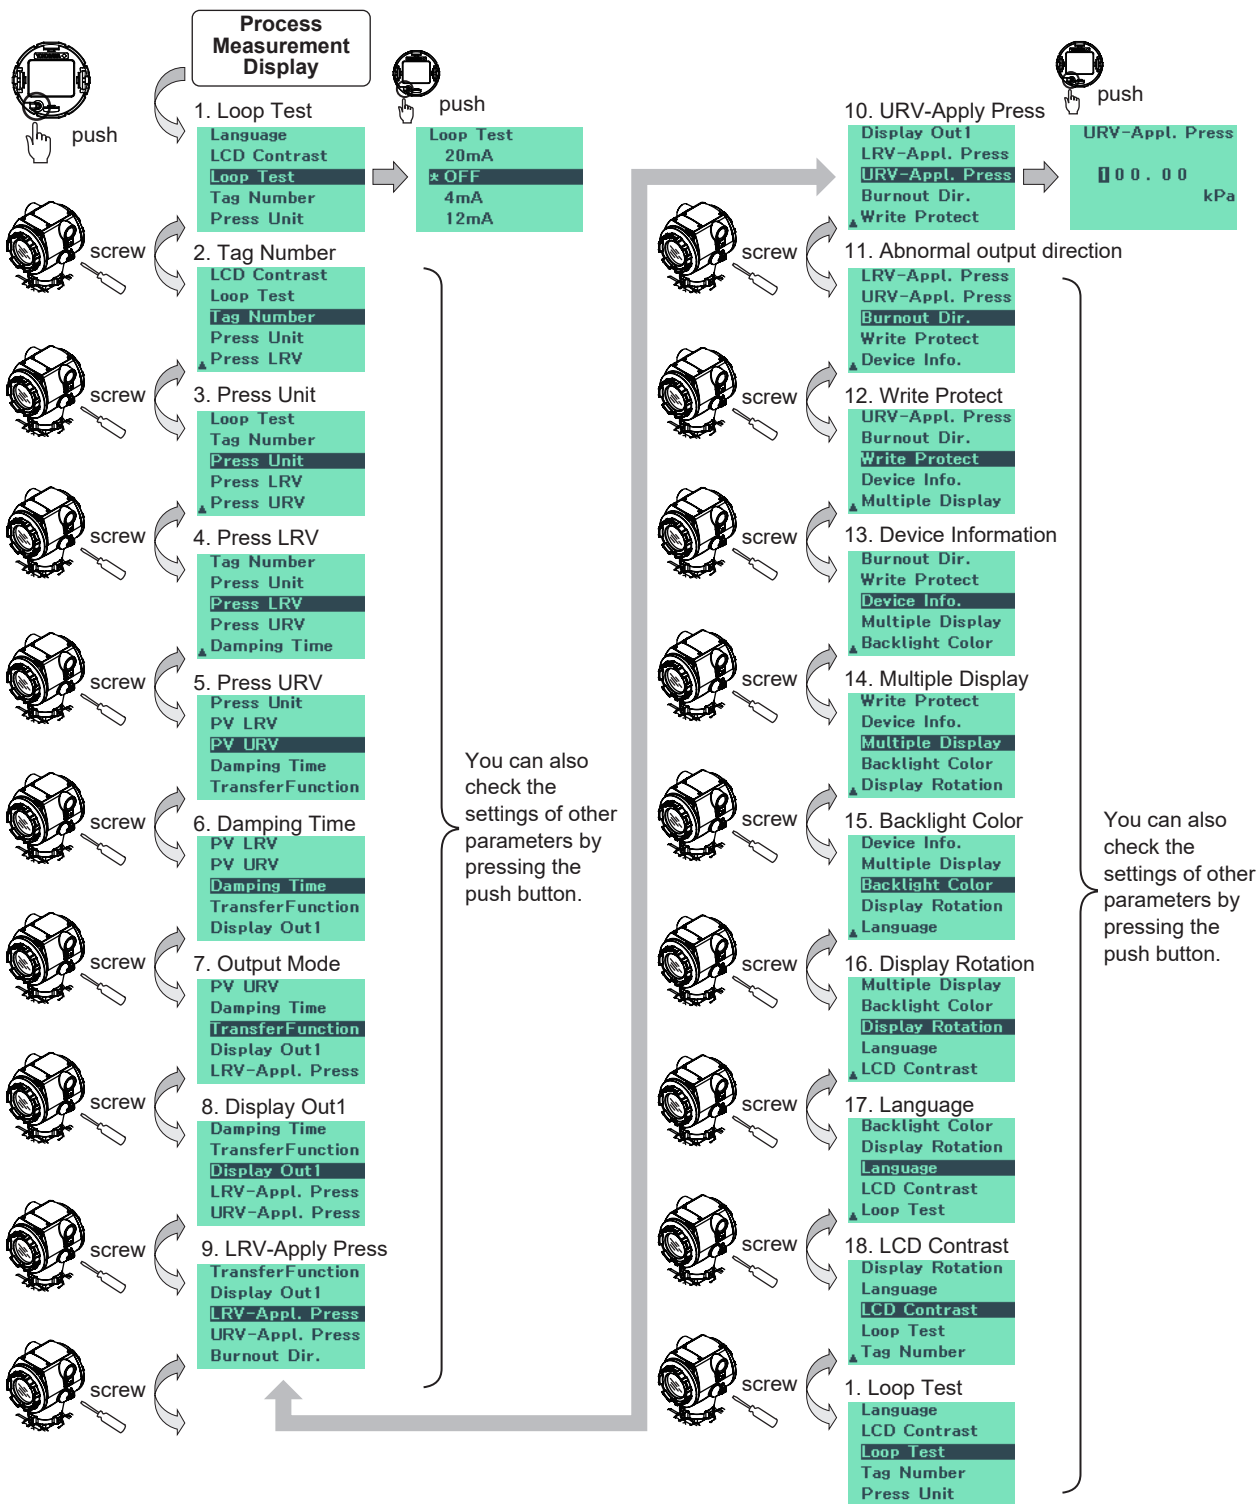 Process
Measurement
Display
push
push
1. Loop Test
Language
LCD Contrast
Loop Test
Tag Number
Press Unit
Loop Test
20mA
* OFF
4mA
12mA
screw
2. Tag Number
LCD Contrast
Loop Test
Tag Number
Press Unit
Press LRV
screw
3. Press Unit
Loop Test
Tag Number
Press Unit
Press LRV
Press URV
screw
4. Press LRV
Tag Number
Press Unit
Press LRV
Press URV
Damping Time
screw
5. Press URV
Press Unit
PV LRV
PV URV
Damping Time
TransferFunction
screw
6. Damping Time
PV LRV
PV URV
Damping Time
TransferFunction
Display Out1
screw
7. Output Mode
PV URV
Damping Time
TransferFunction
Display Out1
LRV-Appl. Press
screw
8. Display Out1
Damping Time
TransferFunction
Display Out1
LRV-Appl. Press
URV-Appl. Press
screw
9. LRV-Apply Press
TransferFunction
Display Out1
LRV-Appl. Press
URV-Appl. Press
Burnout Dir.
screw
You can also
check the
settings of other
parameters by
pressing the
push button.
push
10. URV-Apply Press
Display Out1
LRV-Appl. Press
URV-Appl. Press
Burnout Dir.
Write Protect
URV-Appl. Press
100.00
kPa
screw
11. Abnormal output direction
LRV-Appl. Press
URV-Appl. Press
Burnout Dir.
Write Protect
Device Info.
screw
12. Write Protect
URV-Appl. Press
Burnout Dir.
Write Protect
Device Info.
Multiple Display
screw
13. Device Information
Burnout Dir.
Write Protect
Device Info.
Multiple Display
Backlight Color
screw
14. Multiple Display
Write Protect
Device Info.
Multiple Display
Backlight Color
Display Rotation
screw
15. Backlight Color
Device Info.
Multiple Display
Backlight Color
Display Rotation
Language
screw
16. Display Rotation
Multiple Display
Backlight Color
Display Rotation
Language
LCD Contrast
screw
17. Language
Backlight Color
Display Rotation
Language
LCD Contrast
Loop Test
screw
18. LCD Contrast
Display Rotation
Language
LCD Contrast
Loop Test
Tag Number
screw
1. Loop Test
Language
LCD Contrast
Loop Test
Tag Number
Press Unit
You can also
check the
settings of other
parameters by
pressing the
push button.